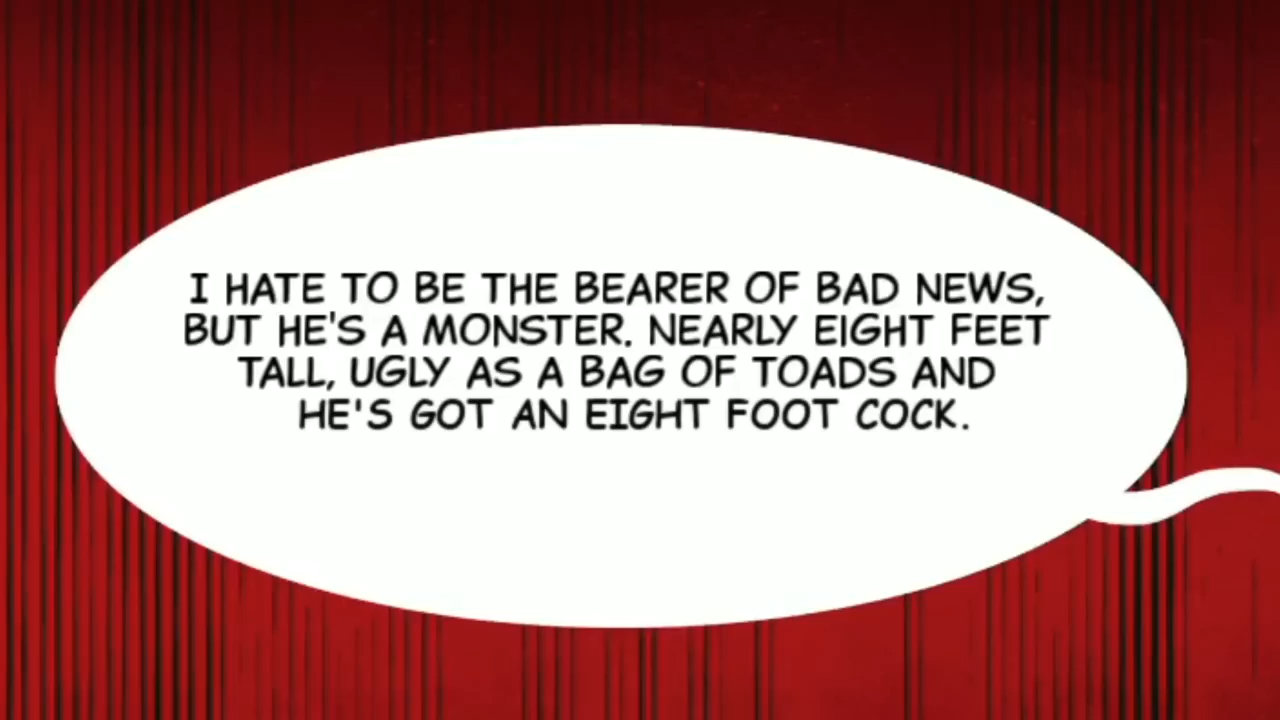 I HATE TO BE THE BEARER OF BAD NEWS,
BUT HE'S A MONSTER. NEARLY EIGHT FEET
TALL, UGLY AS A BAG OF TOADS AND
HE'S GOT AN EIGHT FOOT COCK.